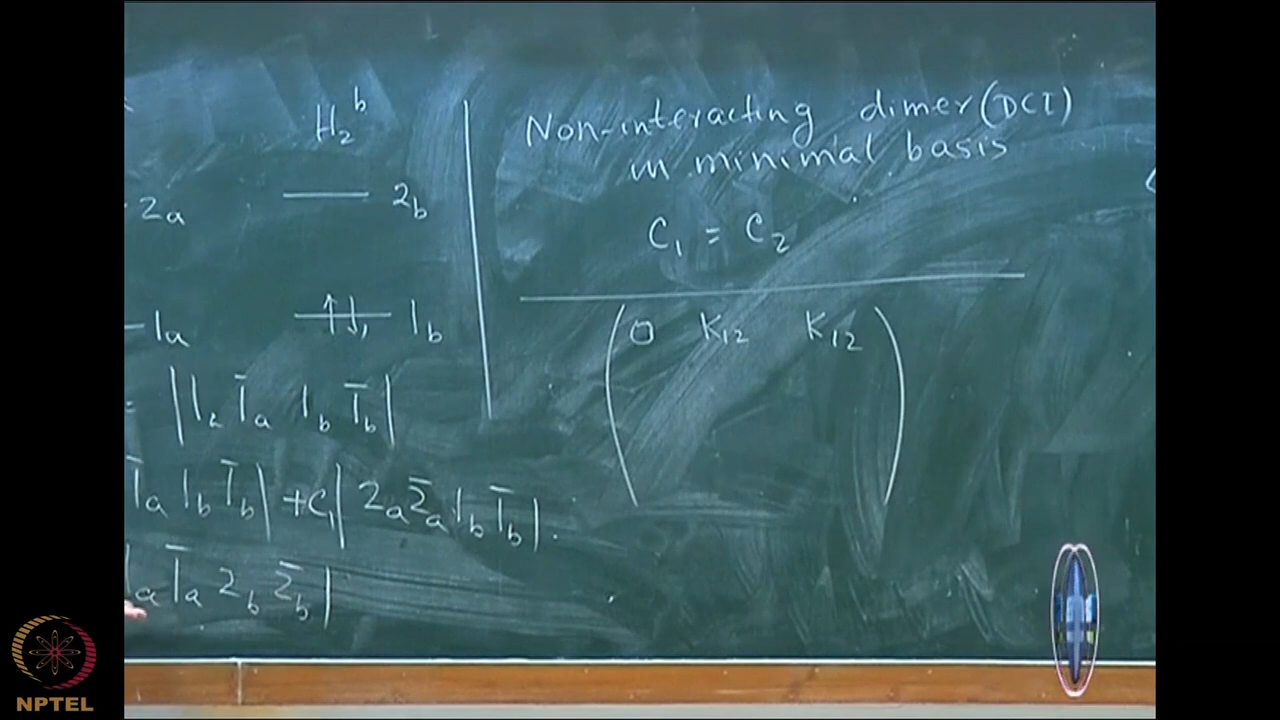 H₂ᵇ
2a 2b
1a 1b
| 1a 1̄a 1b 1̄b |
1̄a 1b 1̄b | + C₁ | 2a 2̄a 1b 1̄b | .
1a 1̄a 2b 2̄b |
Non-interacting dimer (DCI)
in minimal basis
C₁ = C₂
( 0 K₁₂ K₁₂ )
NPTEL